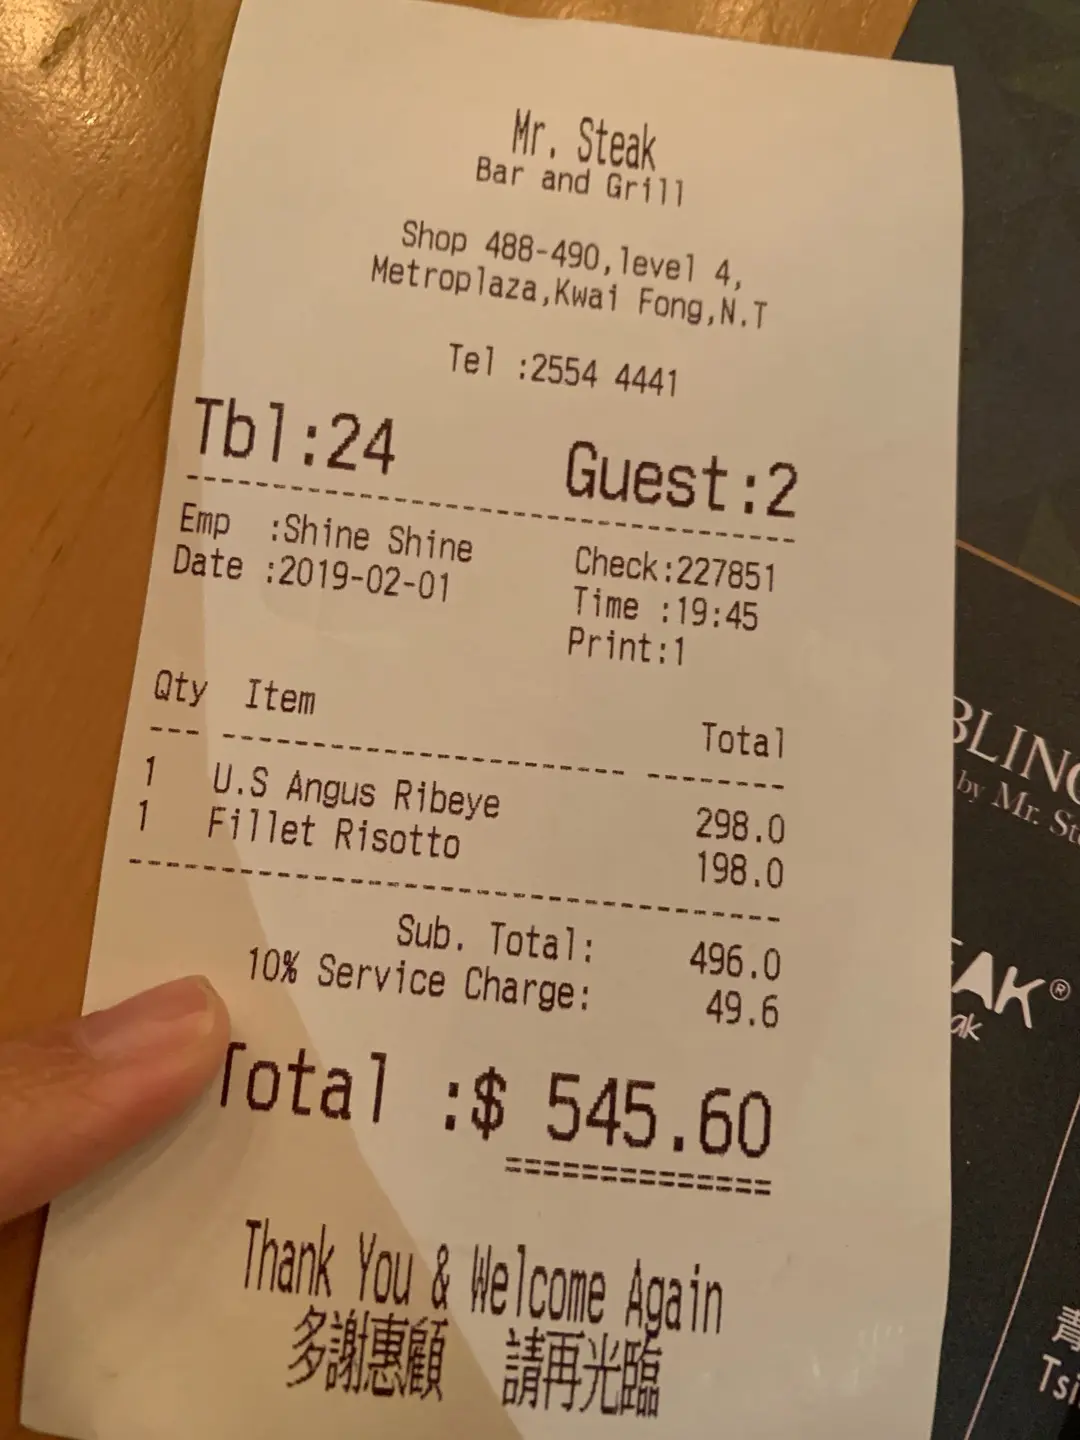 Mr. Steak
Bar and Grill
Shop 488-490,level 4,
Metroplaza,Kwai Fong,N.T
Tel :2554 4441
Tbl:24 Guest:2
Emp :Shine Shine Check:227851
Date :2019-02-01 Time :19:45
Print:1
Qty Item Total
1 U.S Angus Ribeye 298.0
1 Fillet Risotto 198.0
Sub. Total: 496.0
10% Service Charge: 49.6
Total :$ 545.60
Thank You & Welcome Again
多謝惠顧 請再光臨
by Mr.